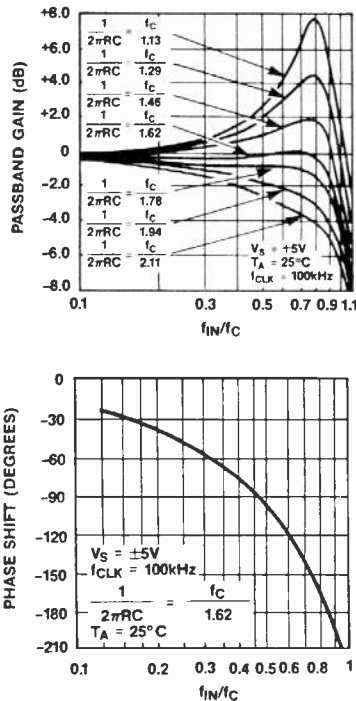 +8.0
+6.0
+4.0
+2.0
0
-2.0
-4.0
-6.0
-8.0
PASSBAND GAIN (dB)
1/2πRC = fC/1.13
1/2πRC = fC/1.29
1/2πRC = fC/1.46
1/2πRC = fC/1.62
1/2πRC = fC/1.78
1/2πRC = fC/1.94
1/2πRC = fC/2.11
VS = ±5V
TA = 25°C
fCLK = 100kHz
0.1 0.3 0.5 0.7 0.9 1.1
fIN/fC
0
-30
-60
-90
-120
-150
-180
-210
PHASE SHIFT (DEGREES)
VS = ±5V
fCLK = 100kHz
1/2πRC = fC/1.62
TA = 25°C
0.1 0.2 0.3 0.4 0.5 0.6 0.8 1
fIN/fC